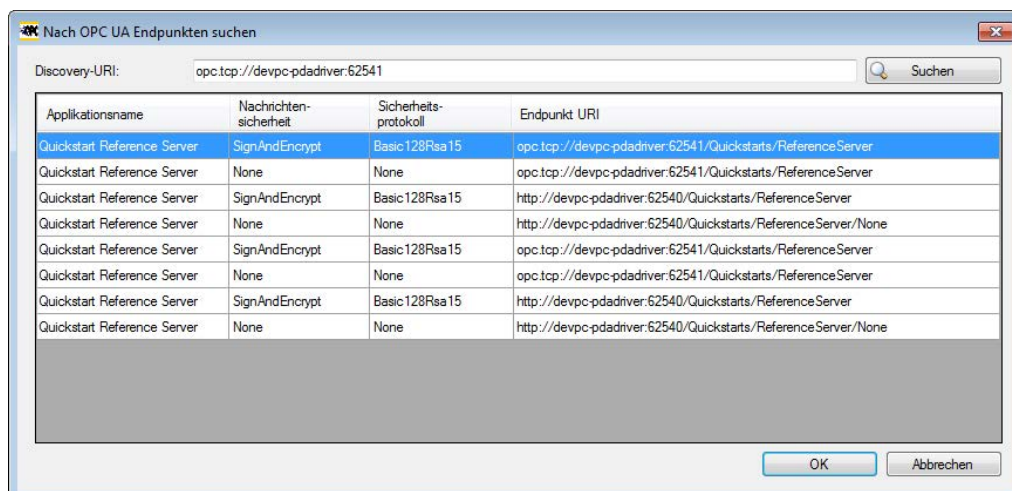 Nach OPC UA Endpunkten suchen
Discovery-URI: opc.tcp://devpc-pdadriver:62541 Suchen
Applikationsname Nachrichten-sicherheit Sicherheits-protokoll Endpunkt URI
Quickstart Reference Server SignAndEncrypt Basic128Rsa15 opc.tcp://devpc-pdadriver:62541/Quickstarts/ReferenceServer
Quickstart Reference Server None None opc.tcp://devpc-pdadriver:62541/Quickstarts/ReferenceServer
Quickstart Reference Server SignAndEncrypt Basic128Rsa15 http://devpc-pdadriver:62540/Quickstarts/ReferenceServer
Quickstart Reference Server None None http://devpc-pdadriver:62540/Quickstarts/ReferenceServer/None
Quickstart Reference Server SignAndEncrypt Basic128Rsa15 opc.tcp://devpc-pdadriver:62541/Quickstarts/ReferenceServer
Quickstart Reference Server None None opc.tcp://devpc-pdadriver:62541/Quickstarts/ReferenceServer
Quickstart Reference Server SignAndEncrypt Basic128Rsa15 http://devpc-pdadriver:62540/Quickstarts/ReferenceServer
Quickstart Reference Server None None http://devpc-pdadriver:62540/Quickstarts/ReferenceServer/None
OK Abbrechen